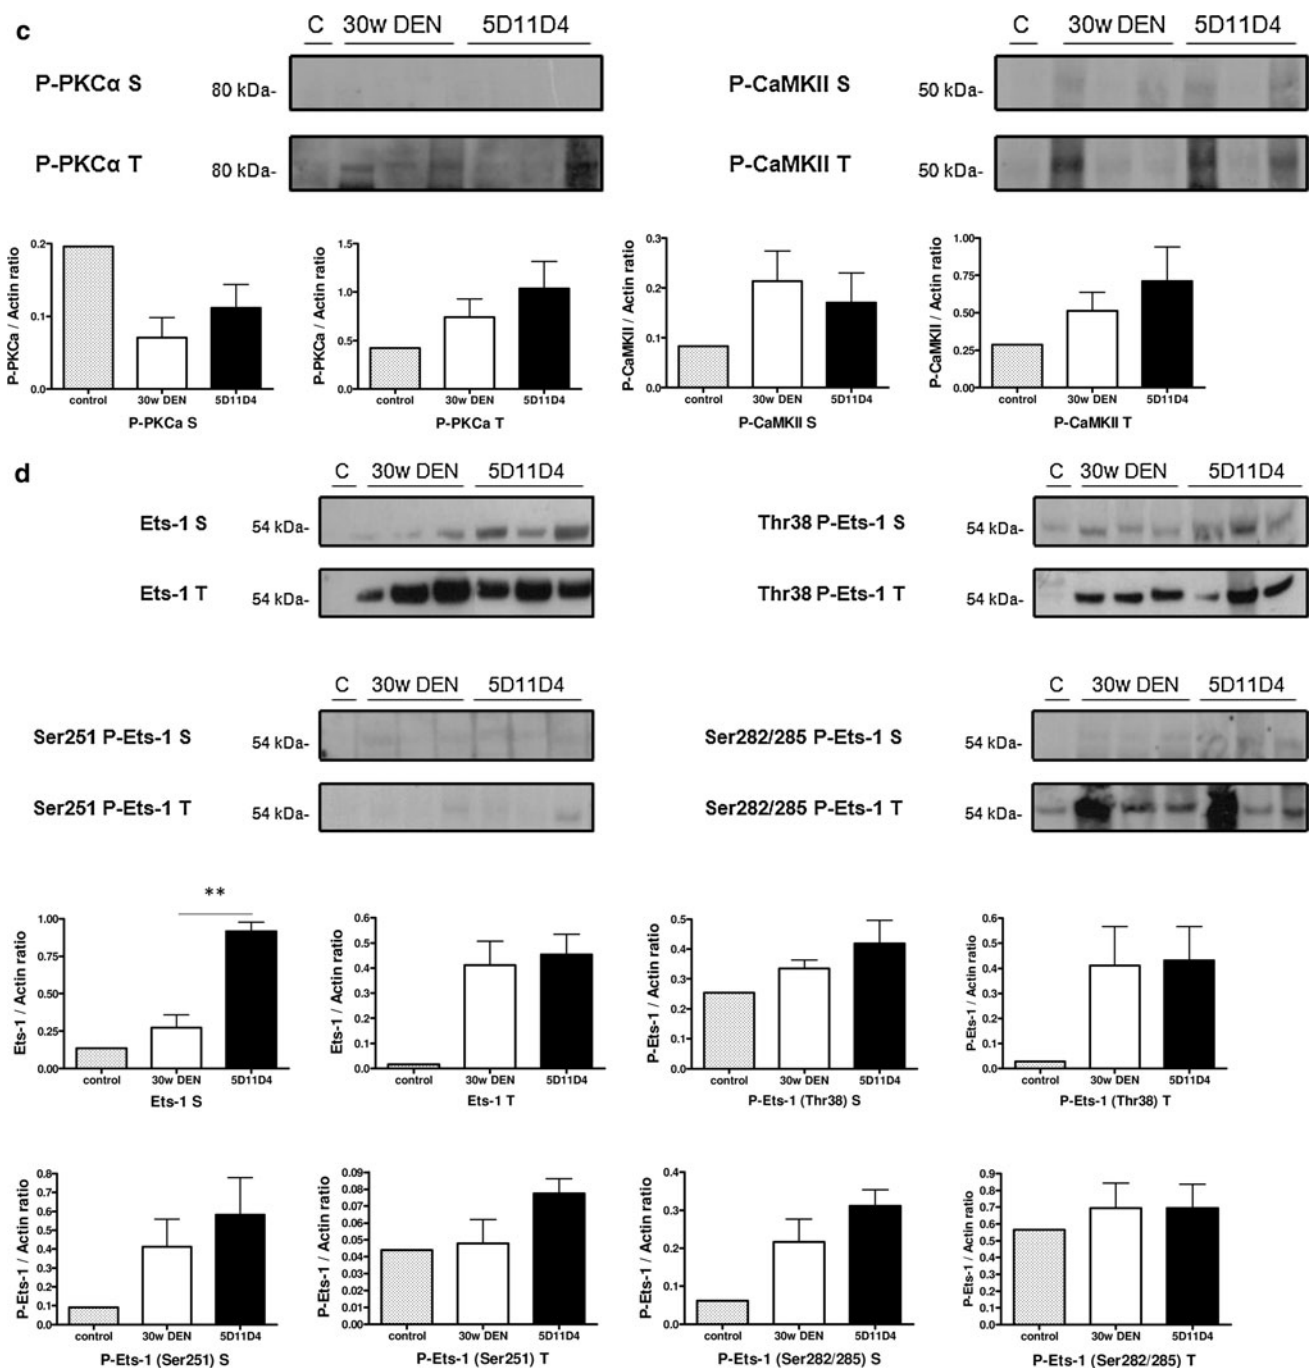 c
C 30w DEN 5D11D4
C 30w DEN 5D11D4
P-PKCα S 80 kDa-
P-CaMKII S 50 kDa-
P-PKCα T 80 kDa-
P-CaMKII T 50 kDa-
P-PKCa / Actin ratio
0.2
0.1
0.0
control 30w DEN 5D11D4
P-PKCa S
P-PKCa / Actin ratio
1.5
1.0
0.5
0.0
control 30w DEN 5D11D4
P-PKCa T
P-CaMKII / Actin ratio
0.3
0.2
0.1
0.0
control 30w DEN 5D11D4
P-CaMKII S
P-CaMKII / Actin ratio
1.00
0.75
0.50
0.25
0.00
control 30w DEN 5D11D4
P-CaMKII T
d
C 30w DEN 5D11D4
C 30w DEN 5D11D4
Ets-1 S 54 kDa-
Thr38 P-Ets-1 S 54 kDa-
Ets-1 T 54 kDa-
Thr38 P-Ets-1 T 54 kDa-
C 30w DEN 5D11D4
C 30w DEN 5D11D4
Ser251 P-Ets-1 S 54 kDa-
Ser282/285 P-Ets-1 S 54 kDa-
Ser251 P-Ets-1 T 54 kDa-
Ser282/285 P-Ets-1 T 54 kDa-
Ets-1 / Actin ratio
**
1.00
0.75
0.50
0.25
0.00
control 30w DEN 5D11D4
Ets-1 S
Ets-1 / Actin ratio
0.6
0.5
0.4
0.3
0.2
0.1
0.0
control 30w DEN 5D11D4
Ets-1 T
P-Ets-1 / Actin ratio
0.5
0.4
0.3
0.2
0.1
0.0
control 30w DEN 5D11D4
P-Ets-1 (Thr38) S
P-Ets-1 / Actin ratio
0.6
0.5
0.4
0.3
0.2
0.1
0.0
control 30w DEN 5D11D4
P-Ets-1 (Thr38) T
P-Ets-1 / Actin ratio
0.8
0.7
0.6
0.5
0.4
0.3
0.2
0.1
0.0
control 30w DEN 5D11D4
P-Ets-1 (Ser251) S
P-Ets-1 / Actin ratio
0.09
0.08
0.07
0.06
0.05
0.04
0.03
0.02
0.01
0.00
control 30w DEN 5D11D4
P-Ets-1 (Ser251) T
P-Ets-1 / Actin ratio
0.4
0.3
0.2
0.1
0.0
control 30w DEN 5D11D4
P-Ets-1 (Ser282/285) S
P-Ets-1 / Actin ratio
0.9
0.8
0.7
0.6
0.5
0.4
0.3
0.2
0.1
0.0
control 30w DEN 5D11D4
P-Ets-1 (Ser282/285) T